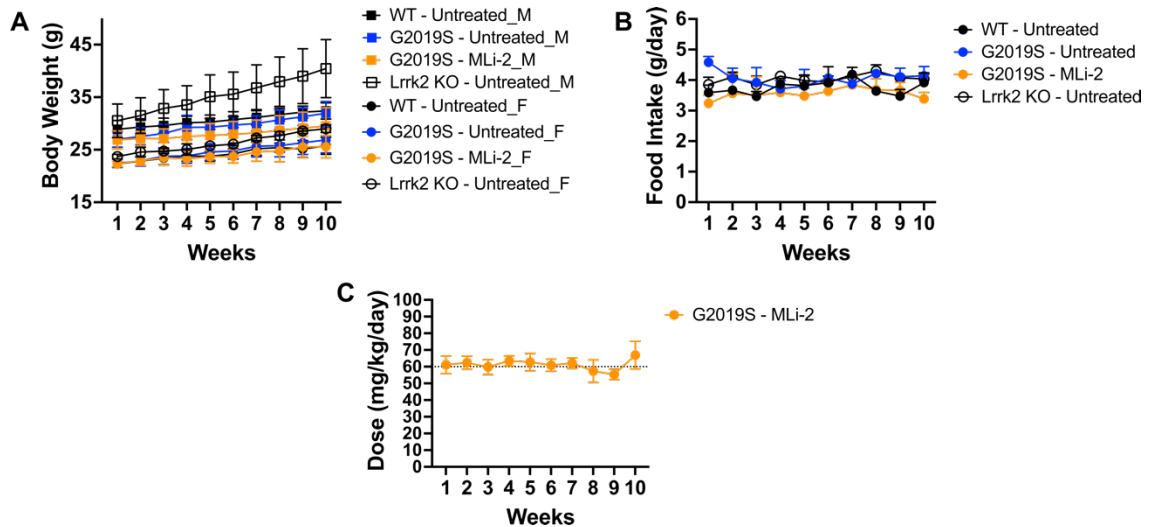 A
Body Weight (g)
45
35
25
15
1 2 3 4 5 6 7 8 9 10
Weeks
WT - Untreated_M
G2019S - Untreated_M
G2019S - MLi-2_M
Lrrk2 KO - Untreated_M
WT - Untreated_F
G2019S - Untreated_F
G2019S - MLi-2_F
Lrrk2 KO - Untreated_F
B
Food Intake (g/day)
6
5
4
3
2
1
0
1 2 3 4 5 6 7 8 9 10
Weeks
WT - Untreated
G2019S - Untreated
G2019S - MLi-2
Lrrk2 KO - Untreated
C
Dose (mg/kg/day)
100
90
80
70
60
50
40
30
20
10
0
1 2 3 4 5 6 7 8 9 10
Weeks
G2019S - MLi-2